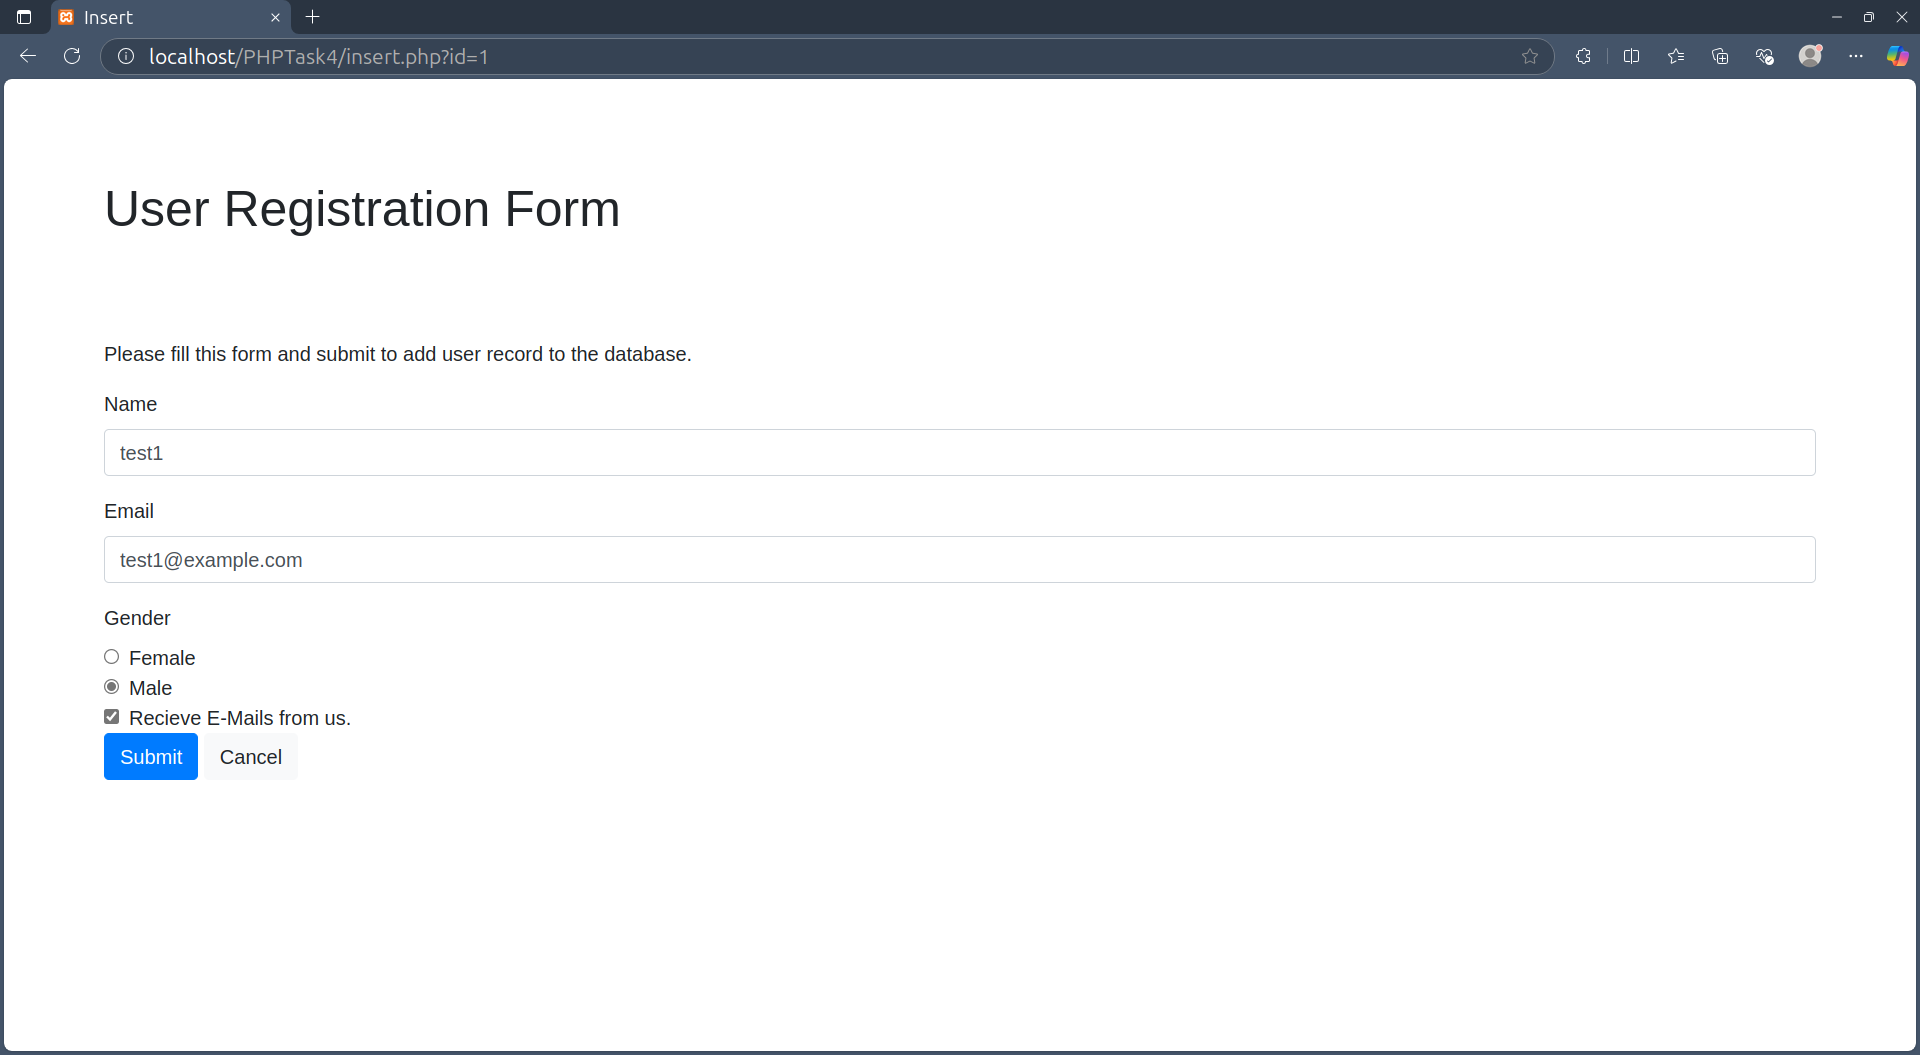 Insert
localhost/PHPTask4/insert.php?id=1
User Registration Form
Please fill this form and submit to add user record to the database.
Name
test1
Email
test1@example.com
Gender
Female
Male
Recieve E-Mails from us.
Submit Cancel